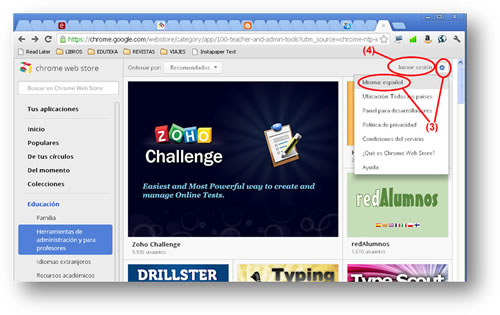 chrome.google.com/webstore/category/app/100-teacher-and-admin-tools?utm_source=chrome-ntp-
Read Later
LIBROS
EDUTEKA
REVISTAS
VIAJES
Instapaper Text
(4)
chrome web store
Ordenar por:
Recomendados
Iniciar sesión
Buscar en Chrome Web Store
Idioma: español
Ubicación: Todos los países
Panel para desarrolladores
(3)
Política de privacidad
Condiciones del servicio
¿Qué es Chrome Web Store?
Ayuda
Tus aplicaciones
Inicio
Populares
De tus círculos
Del momento
Colecciones
Educación
Familia
Herramientas de
administración y para
profesores
Idiomas extranjeros
Recursos académicos
ZOHO
Challenge
Easiest and Most Powerful way to create and
manage Online Tests.
Zoho Challenge
usuarios
redAlumnos
redAlumnos
usuarios
DRILLSTER
Typing
Type Scout